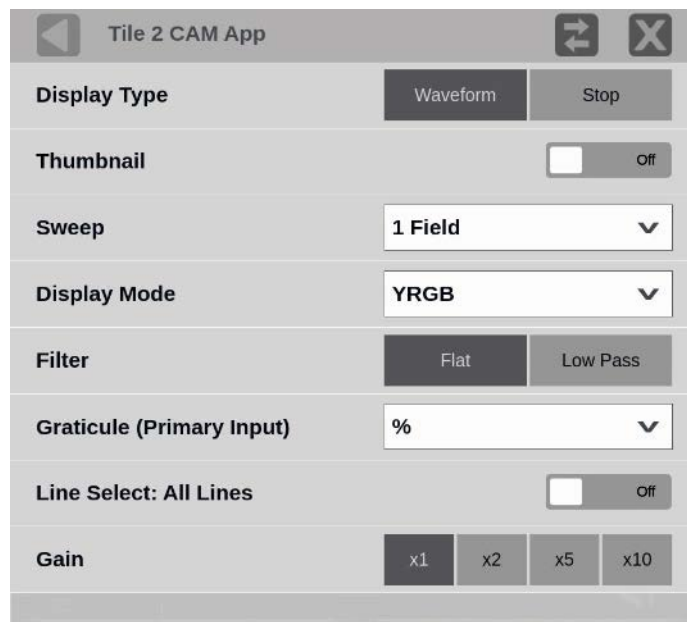 Tile 2 CAM App
Display Type Waveform Stop
Thumbnail Off
Sweep 1 Field
Display Mode YRGB
Filter Flat Low Pass
Graticule (Primary Input) %
Line Select: All Lines Off
Gain x1 x2 x5 x10